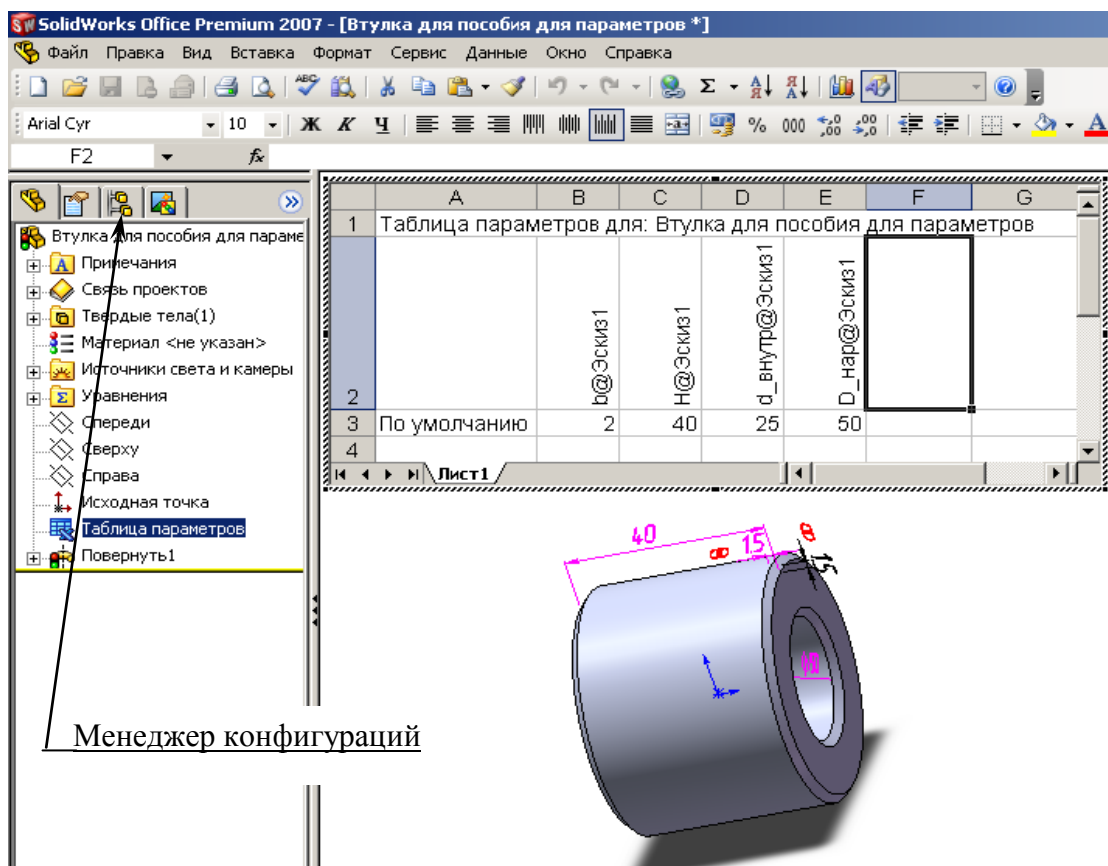 SolidWorks Office Premium 2007 - [Втулка для пособия для параметров *]
Файл Правка Вид Вставка Формат Сервис Данные Окно Справка
Arial Cyr 10 Ж К Ч % 000
F2 fx
A B C D E F G
1 Таблица параметров для: Втулка для пособия для параметров
2 b@Эскиз1 H@Эскиз1 d_внутр@Эскиз1 D_нар@Эскиз1
3 По умолчанию 2 40 25 50
4
Лист1
Втулка для пособия для параме
Примечания
Связь проектов
Твердые тела(1)
Материал <не указан>
Источники света и камеры
Уравнения
Спереди
Сверху
Справа
Исходная точка
Таблица параметров
Повернуть1
40 15
15
Менеджер конфигураций